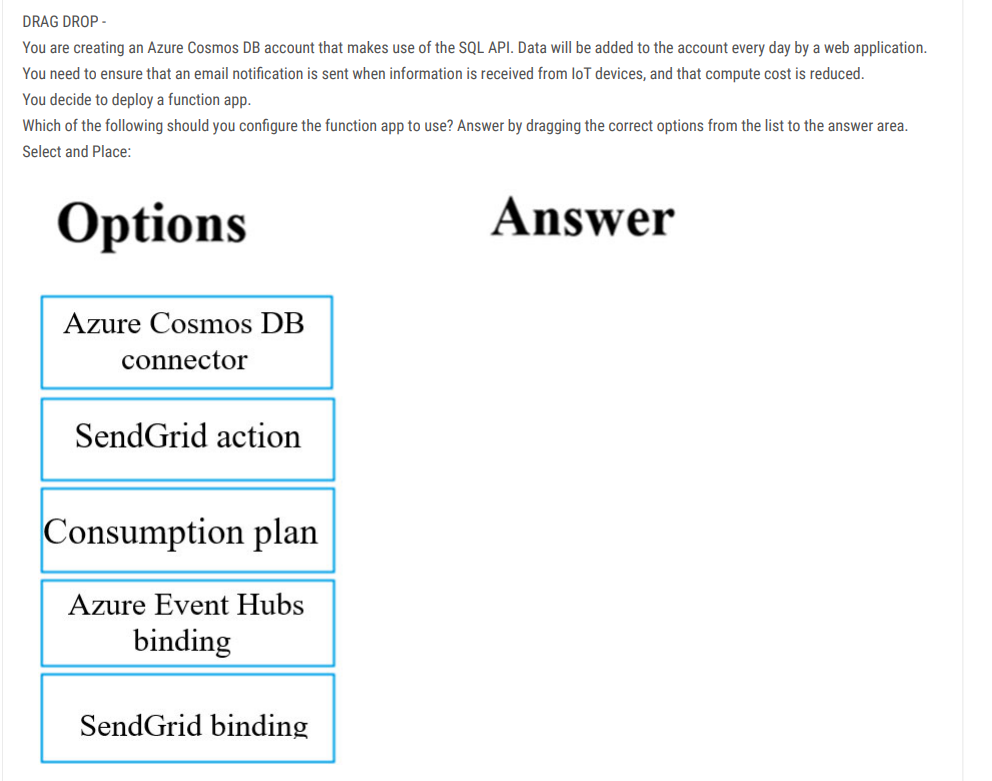 DRAG DROP -
You are creating an Azure Cosmos DB account that makes use of the SQL API. Data will be added to the account every day by a web application.
You need to ensure that an email notification is sent when information is received from IoT devices, and that compute cost is reduced.
You decide to deploy a function app.
Which of the following should you configure the function app to use? Answer by dragging the correct options from the list to the answer area.
Select and Place:
Options
Answer
Azure Cosmos DB
connector
SendGrid action
Consumption plan
Azure Event Hubs
binding
SendGrid binding